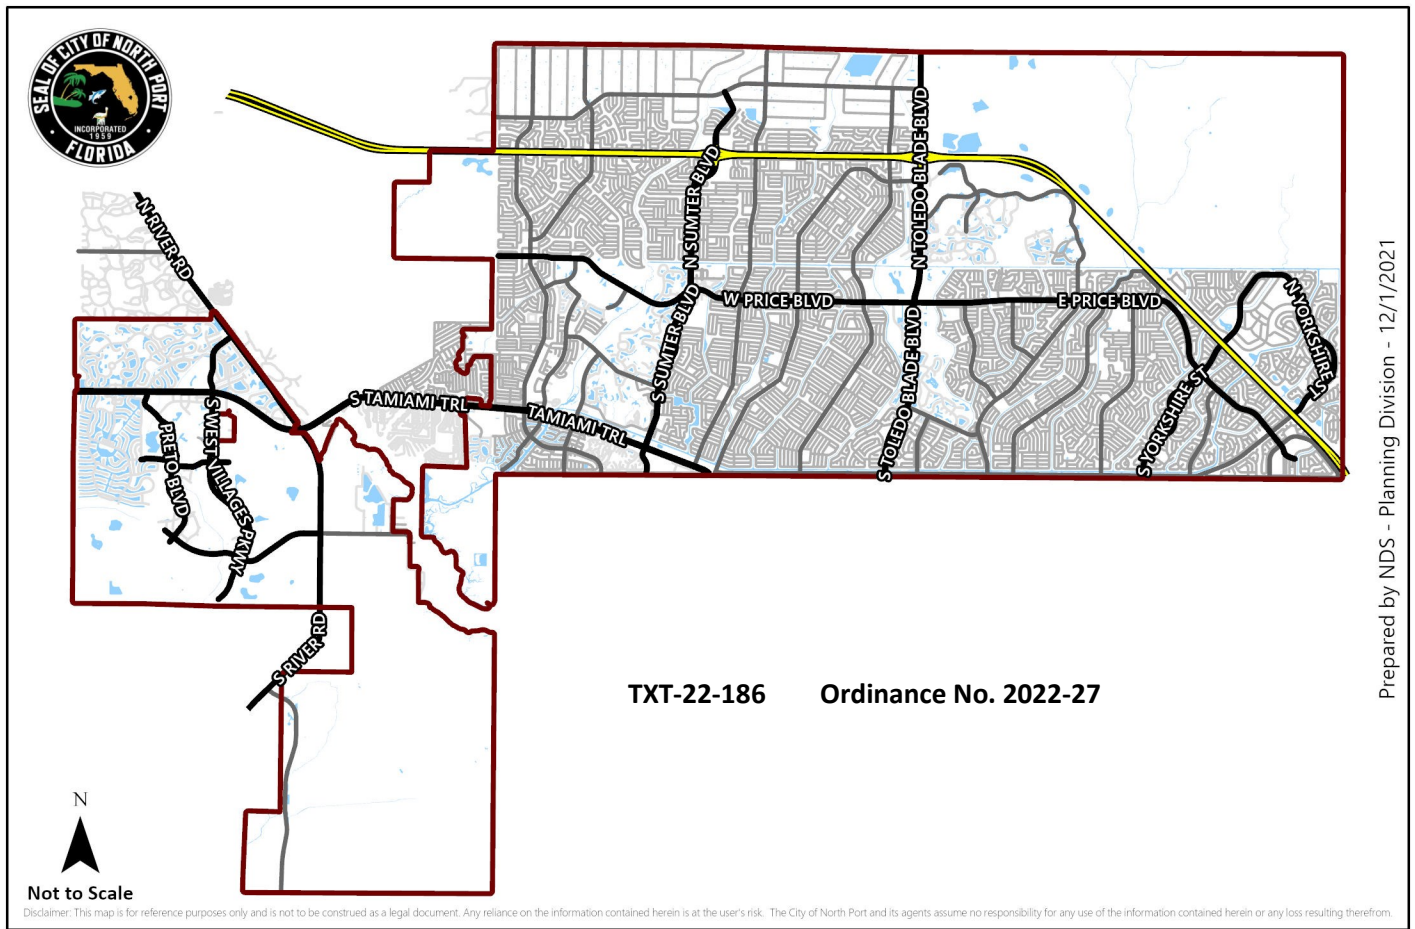 SEAL OF CITY OF NORTH PORT
INCORPORATED
1959
• FLORIDA •
N RIVER RD
N SUMTER BLVD
N TOLEDO BLADE BLVD
W PRICE BLVD
E PRICE BLVD
N YORKSHIRE ST
S SUMTER BLVD
S TOLEDO BLADE BLVD
S YORKSHIRE ST
S TAMIAMI TRL
TAMIAMI TRL
PRETO BLVD
S WEST VILLAGES PKWY
S RIVER RD
TXT-22-186 Ordinance No. 2022-27
Prepared by NDS - Planning Division - 12/1/2021
N
Not to Scale
Disclaimer: This map is for reference purposes only and is not to be construed as a legal document. Any reliance on the information contained herein is at the user's risk. The City of North Port and its agents assume no responsibility for any use of the information contained herein or any loss resulting therefrom.